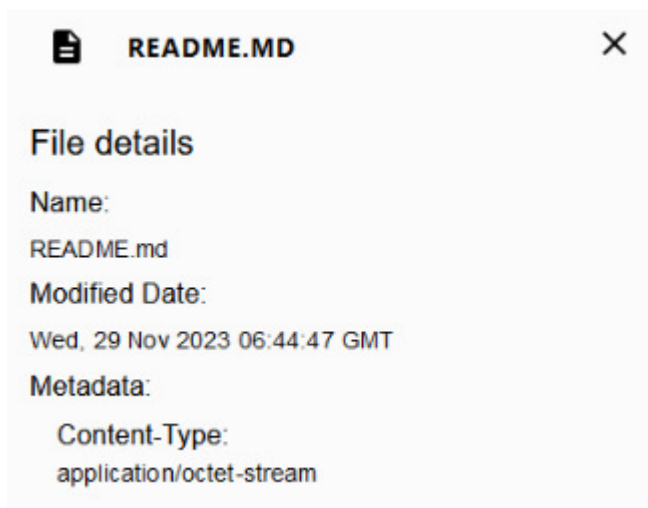 README.MD
File details
Name:
README.md
Modified Date:
Wed, 29 Nov 2023 06:44:47 GMT
Metadata:
Content-Type:
application/octet-stream